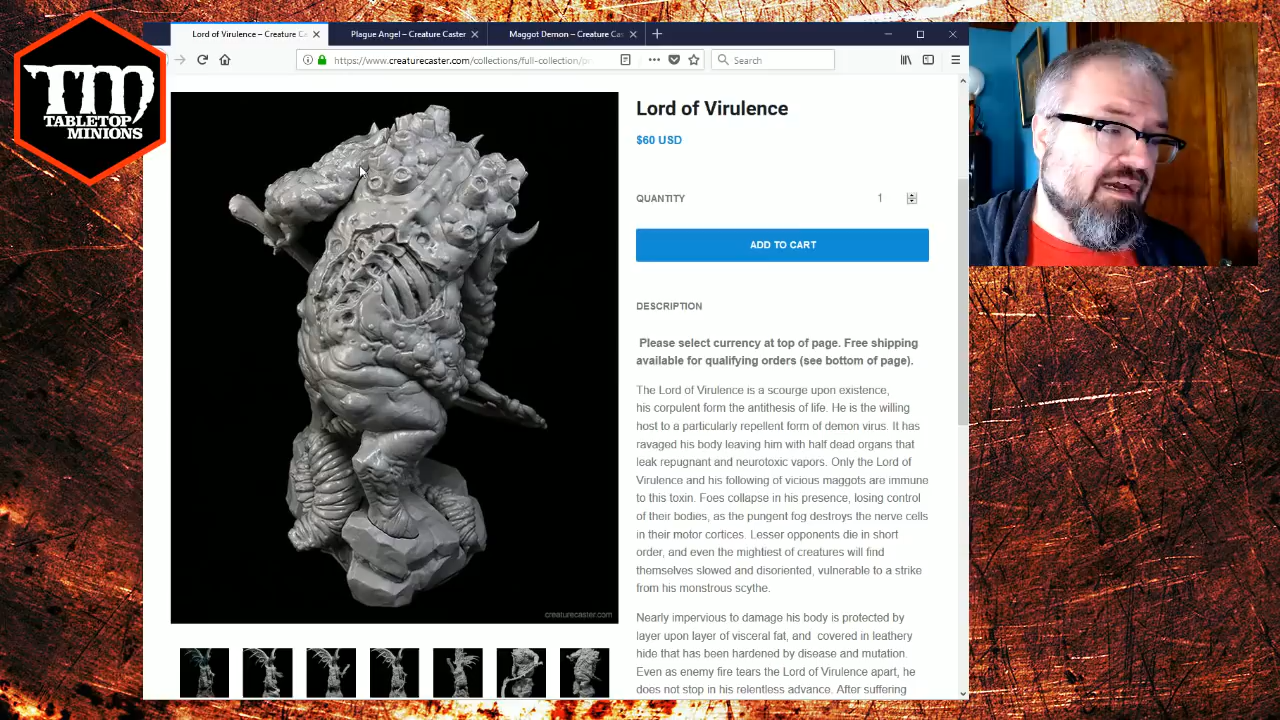 Lord of Virulence – Creature Ca
Plague Angel – Creature Caster
Maggot Demon – Creature Cas
https://www.creaturecaster.com/collections/full-collection/pr
Search
TM
TABLETOP
MINIONS
Lord of Virulence
$60 USD
QUANTITY
1
ADD TO CART
DESCRIPTION
Please select currency at top of page. Free shipping
available for qualifying orders (see bottom of page).
The Lord of Virulence is a scourge upon existence,
his corpulent form the antithesis of life. He is the willing
host to a particularly repellent form of demon virus. It has
ravaged his body leaving him with half dead organs that
leak repugnant and neurotoxic vapors. Only the Lord of
Virulence and his following of vicious maggots are immune
to this toxin. Foes collapse in his presence, losing control
of their bodies, as the pungent fog destroys the nerve cells
in their motor cortices. Lesser opponents die in short
order, and even the mightiest of creatures will find
themselves slowed and disoriented, vulnerable to a strike
from his monstrous scythe.
Nearly impervious to damage his body is protected by
layer upon layer of visceral fat, and covered in leathery
hide that has been hardened by disease and mutation.
Even as enemy fire tears the Lord of Virulence apart, he
does not stop in his relentless advance. After suffering
creaturecaster.com